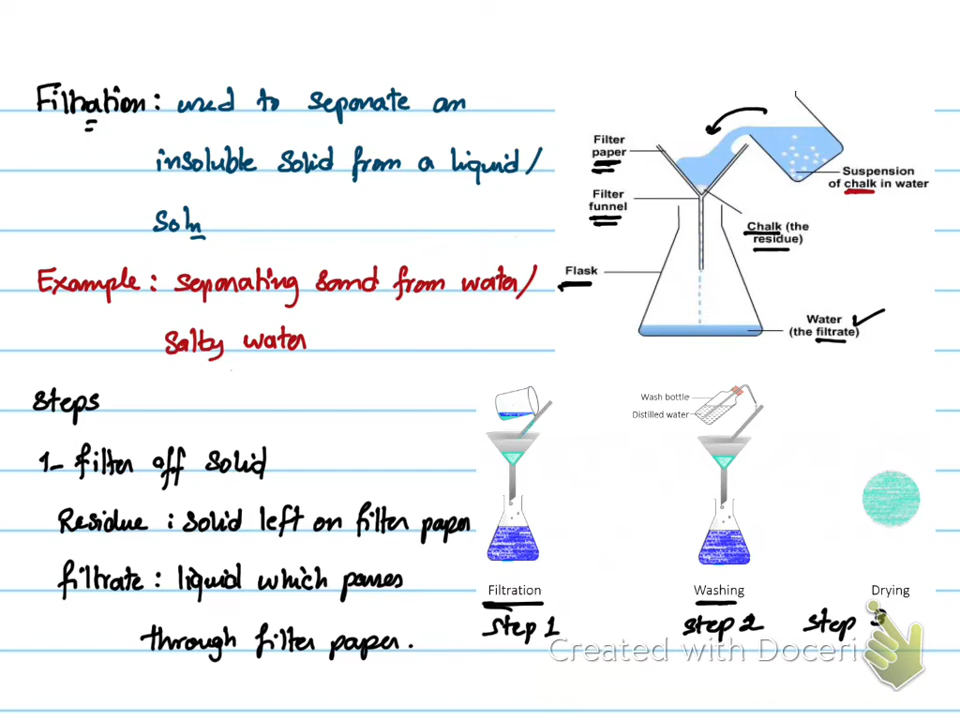 Filtration : used to separate an
insoluble solid from a liquid/
soln
Example : separating sand from water/
salty water
Steps
1- filter off solid
Residue : solid left on filter paper
filtrate : liquid which passes
through filter paper.
Filter
paper
Filter
funnel
Flask
Suspension
of chalk in water
Chalk (the
residue)
Water
(the filtrate)
Wash bottle
Distilled water
Filtration
Washing
Drying
step 1
step 2
step 3
Created with Doceri